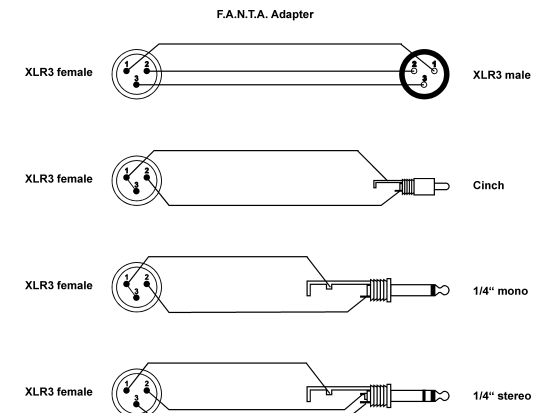 F.A.N.T.A. Adapter
XLR3 female
1 2
3
2 1
3
XLR3 male
XLR3 female
1 2
3
Cinch
XLR3 female
1 2
3
1/4“ mono
XLR3 female
1 2
3
1/4“ stereo